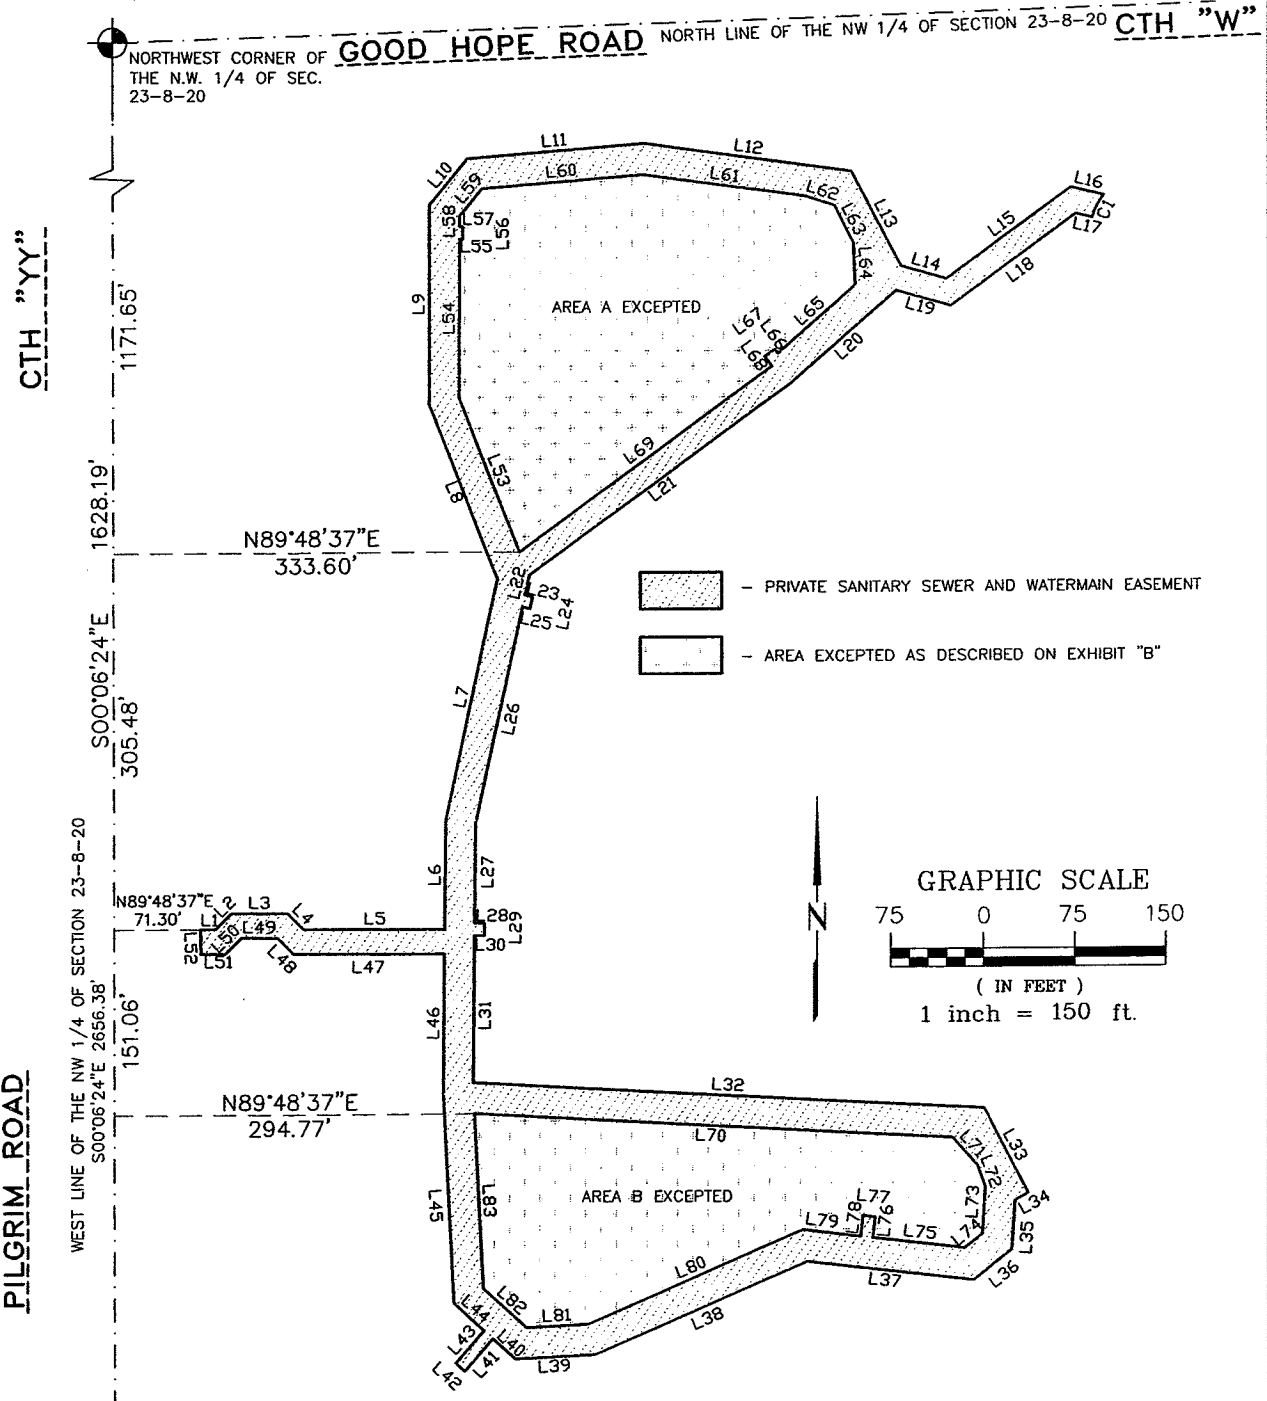 CTH "W"
NORTH LINE OF THE NW 1/4 OF SECTION 23-8-20
GOOD HOPE ROAD
NORTHWEST CORNER OF
THE N.W. 1/4 OF SEC.
23-8-20
L11
L12
L10
L59
L60
L61
L62
L16
L58
L57
L56
L55
L63
L13
L15
C1
L17
L64
L14
L18
CTH "YY"
1171.65'
L9
L54
AREA A EXCEPTED
L67
L66
L65
L68
L19
L20
L69
L53
L8
L21
1628.19'
N89°48'37"E
333.60'
L22
23
L24
L25
- PRIVATE SANITARY SEWER AND WATERMAIN EASEMENT
- AREA EXCEPTED AS DESCRIBED ON EXHIBIT "B"
S00°06'24"E
305.48'
L7
L26
L6
L27
N89°48'37"E
71.30'
L1
L2
L3
L4
L5
L28
L29
L30
L52
L50
L49
L51
L48
L47
N
GRAPHIC SCALE
75 0 75 150
( IN FEET )
1 inch = 150 ft.
WEST LINE OF THE NW 1/4 OF SECTION 23-8-20
S00°06'24"E 2656.38'
151.06'
L46
L31
L32
N89°48'37"E
294.77'
L70
L71
L72
L33
PILGRIM ROAD
L45
L83
AREA B EXCEPTED
L77
L79
L78
L76
L75
L74
L73
L34
L35
L36
L37
L80
L38
L82
L81
L44
L43
L42
L41
L40
L39